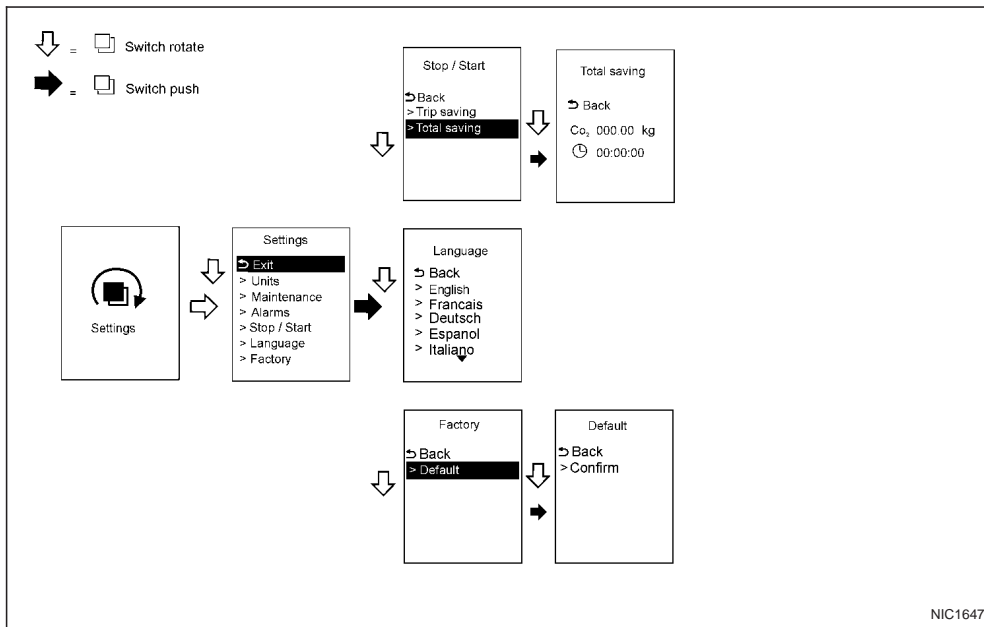 = Switch rotate
= Switch push
Stop / Start
Back
> Trip saving
> Total saving
Total saving
Back
Co₂ 000.00 kg
00:00:00
Settings
Settings
Exit
> Units
> Maintenance
> Alarms
> Stop / Start
> Language
> Factory
Language
Back
> English
> Francais
> Deutsch
> Espanol
> Italiano
Factory
Back
> Default
Default
Back
> Confirm
NIC1647